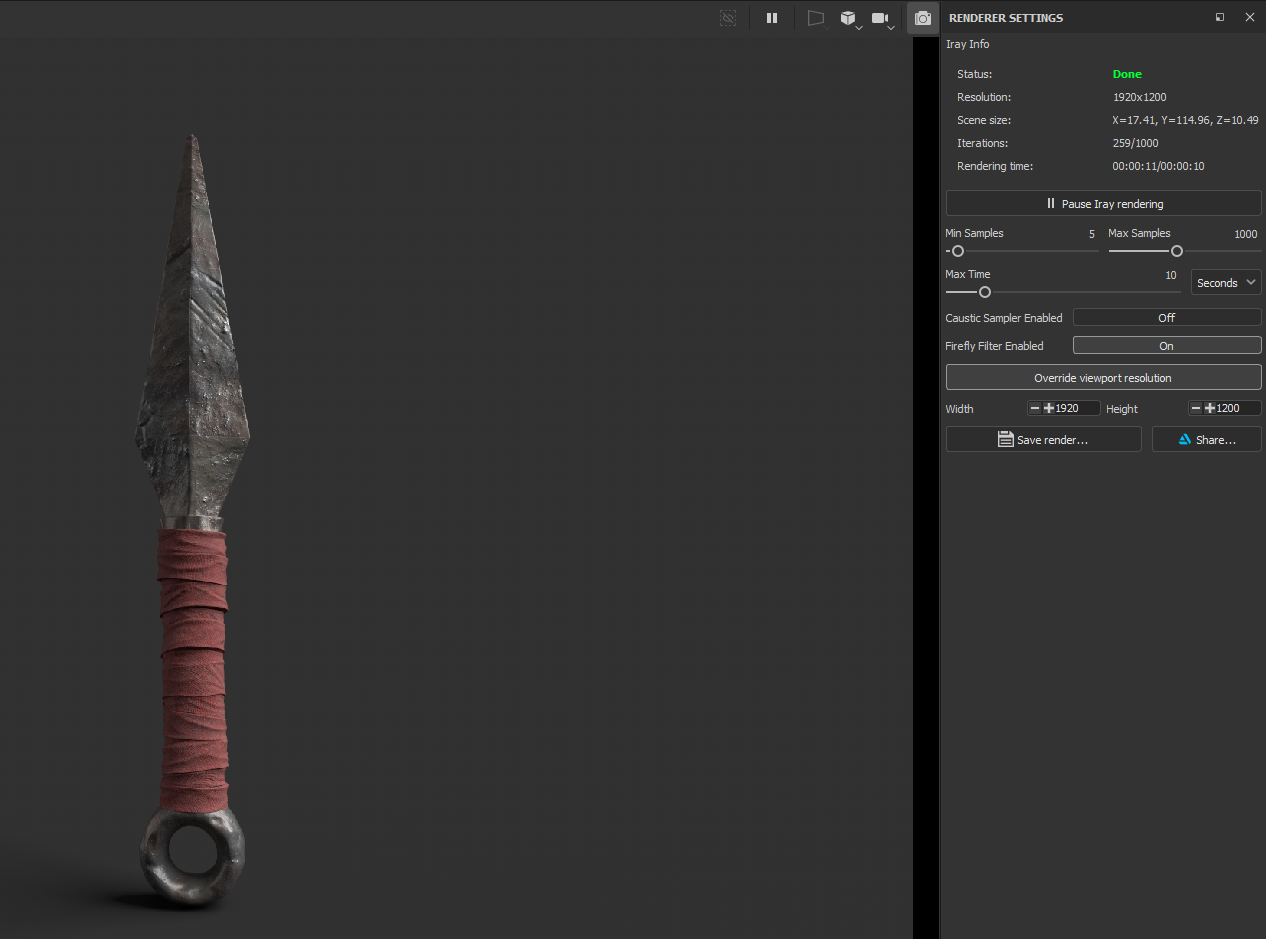 RENDERER SETTINGS
Iray Info
Status: Done
Resolution: 1920x1200
Scene size: X=17.41, Y=114.96, Z=10.49
Iterations: 259/1000
Rendering time: 00:00:11/00:00:10
Pause Iray rendering
Min Samples 5 Max Samples 1000
Max Time 10 Seconds
Caustic Sampler Enabled Off
Firefly Filter Enabled On
Override viewport resolution
Width 1920 Height 1200
Save render... Share...